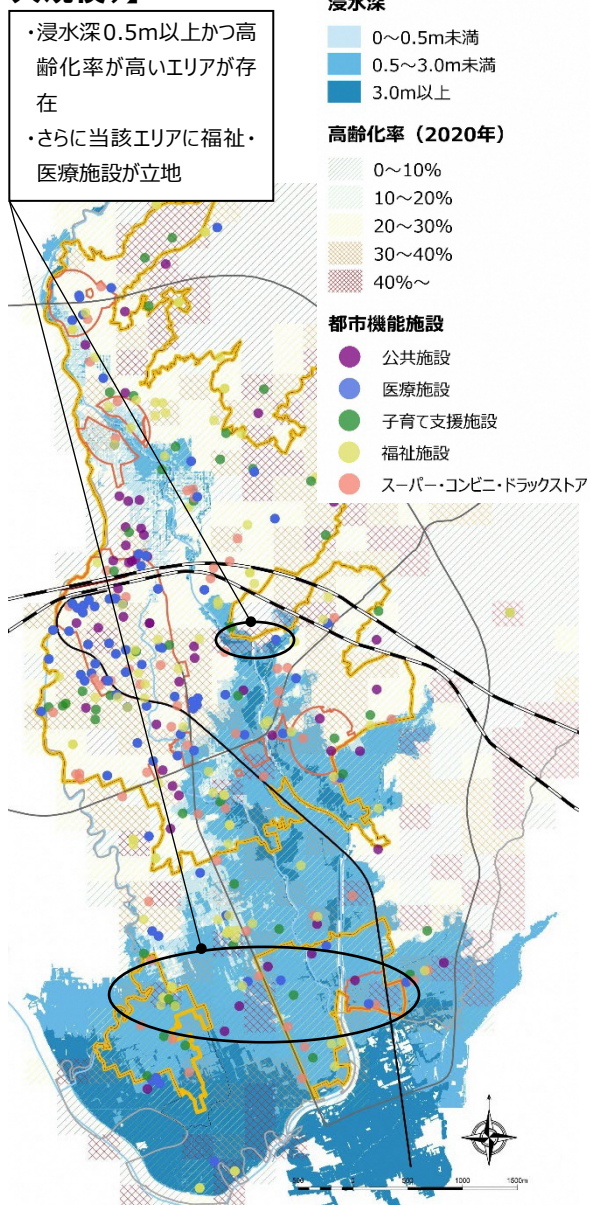 ・浸水深0.5m以上かつ高
齢化率が高いエリアが存
在
・さらに当該エリアに福祉・
医療施設が立地
浸水深
0～0.5m未満
0.5～3.0m未満
3.0m以上
高齢化率（2020年）
0～10%
10～20%
20～30%
30～40%
40%～
都市機能施設
公共施設
医療施設
子育て支援施設
福祉施設
スーパー・コンビニ・ドラックストア
500 0 500 1000 1500m